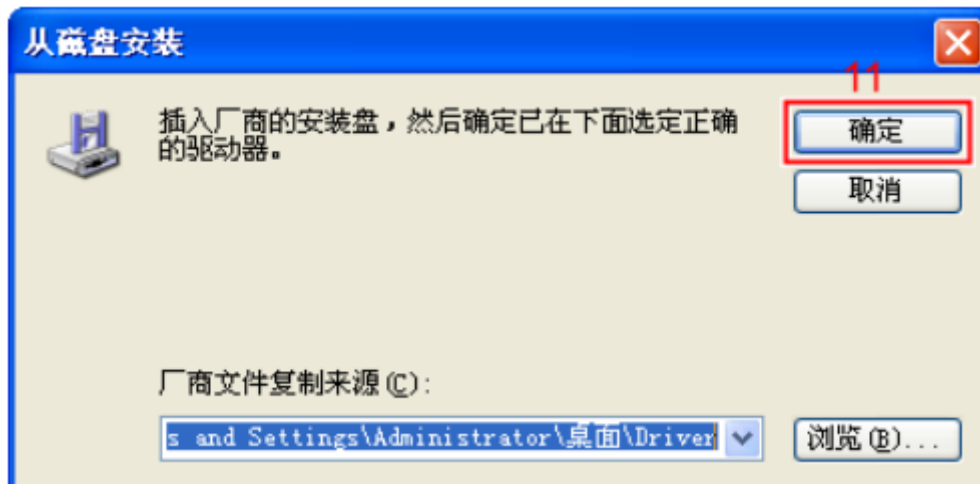 从磁盘安装
11
插入厂商的安装盘，然后确定已在下面选定正确
的驱动器。
确定
取消
厂商文件复制来源(C):
s and Settings\Administrator\桌面\Driver
浏览(B)...